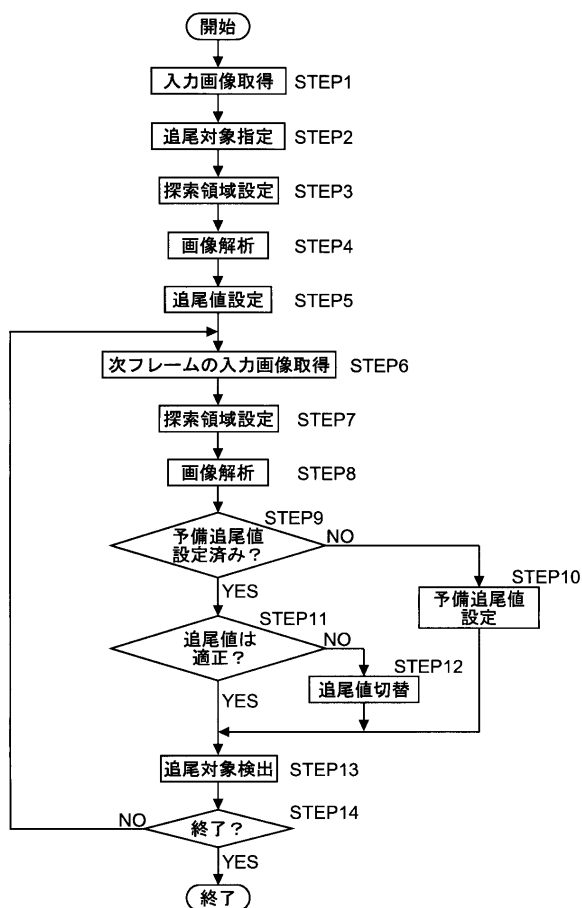 開始
入力画像取得 STEP1
追尾対象指定 STEP2
探索領域設定 STEP3
画像解析 STEP4
追尾値設定 STEP5
次フレームの入力画像取得 STEP6
探索領域設定 STEP7
画像解析 STEP8
STEP9
予備追尾値
設定済み?
NO
YES
STEP10
予備追尾値
設定
STEP11
追尾値は
適正?
NO
YES
STEP12
追尾値切替
追尾対象検出 STEP13
STEP14
終了?
NO
YES
終了